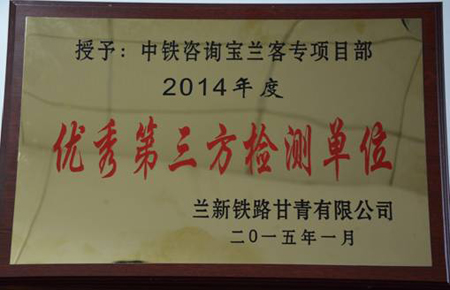 授予：中铁咨询宝兰客专项目部
2014年度
优秀第三方检测单位
兰新铁路甘青有限公司
二0一五年一月